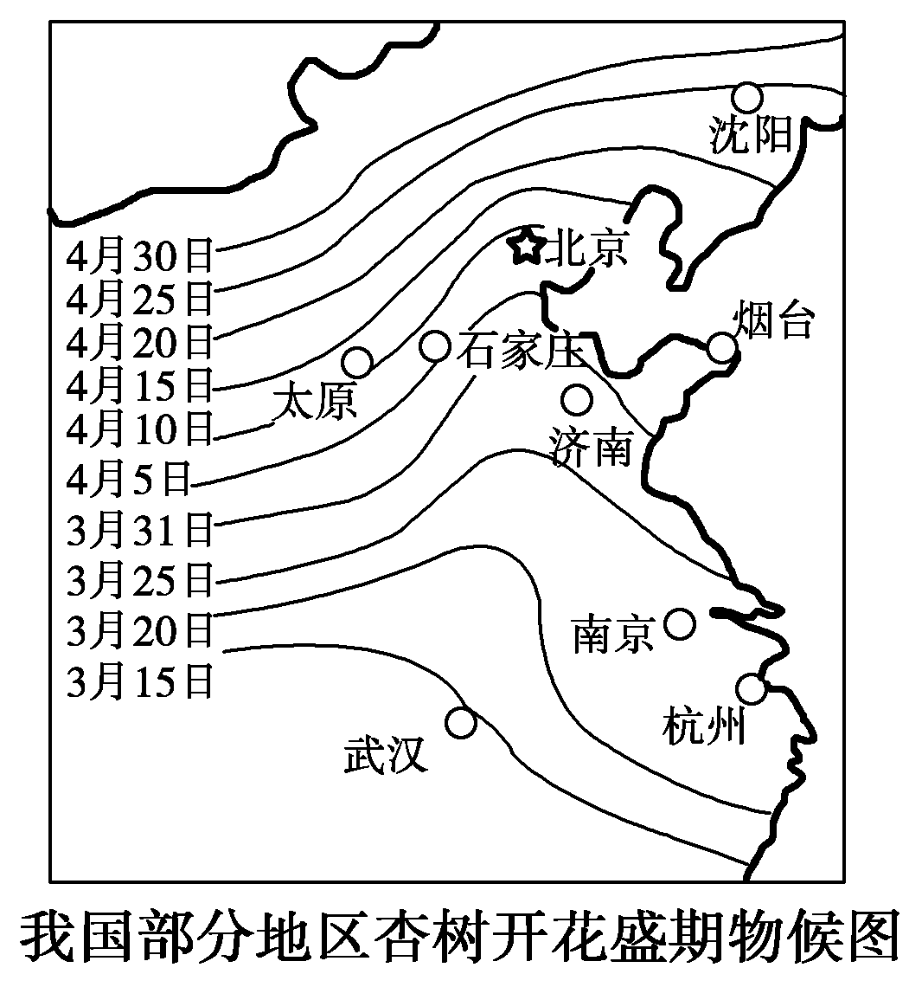 沈阳
北京
4月30日
4月25日
烟台
4月20日
石家庄
4月15日
太原
4月10日
济南
4月5日
3月31日
3月25日
3月20日
南京
3月15日
杭州
武汉
我国部分地区杏树开花盛期物候图